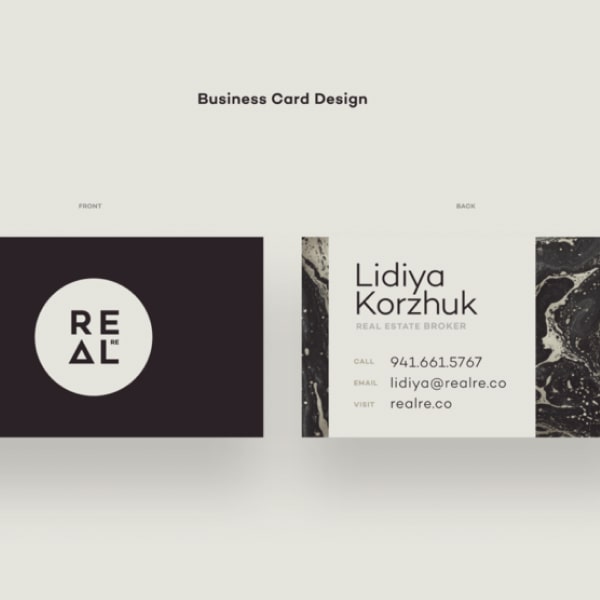 Business Card Design
FRONT
BACK
RE
AL RE
Lidiya
Korzhuk
REAL ESTATE BROKER
CALL 941.661.5767
EMAIL lidiya@realre.co
VISIT realre.co